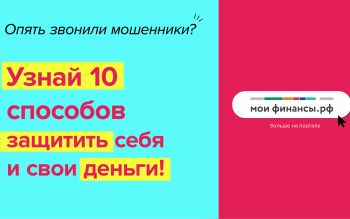 Опять звонили мошенники?
Узнай 10
способов
защитить себя
и свои деньги!
мои финансы.рф
больше на портале